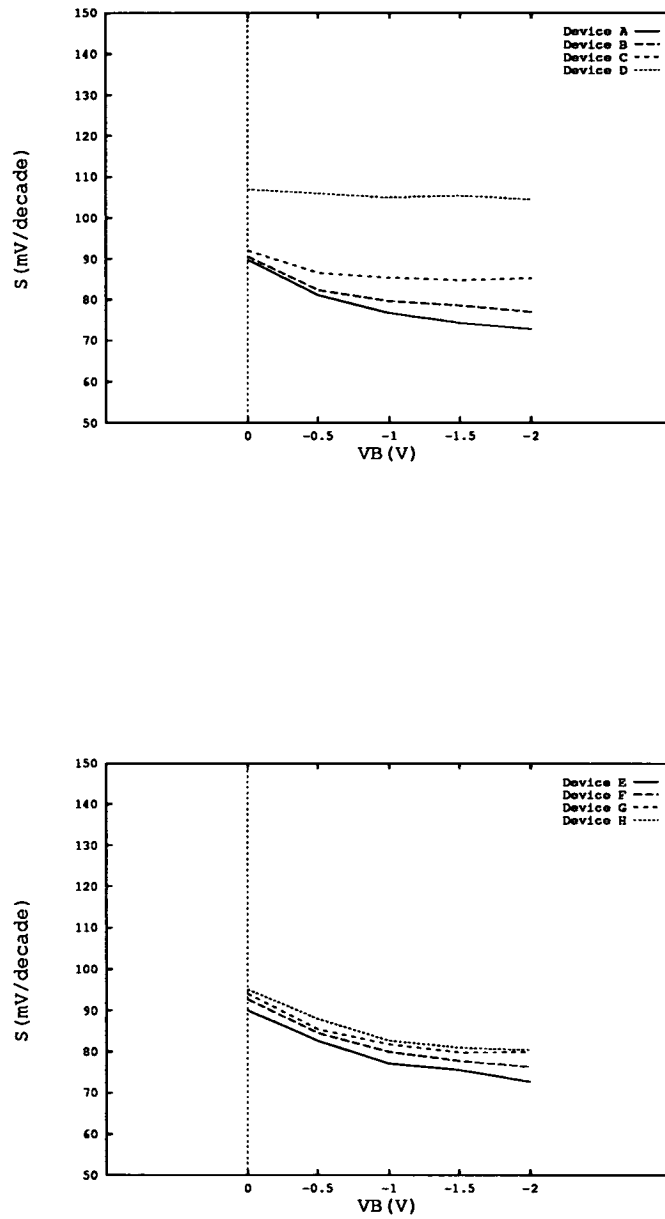 150
140
130
120
110
100
90
80
70
60
50
S (mV/decade)
Device A
Device B
Device C
Device D
0 -0.5 -1 -1.5 -2
VB (V)
150
140
130
120
110
100
90
80
70
60
50
S (mV/decade)
Device E
Device F
Device G
Device H
0 -0.5 -1 -1.5 -2
VB (V)